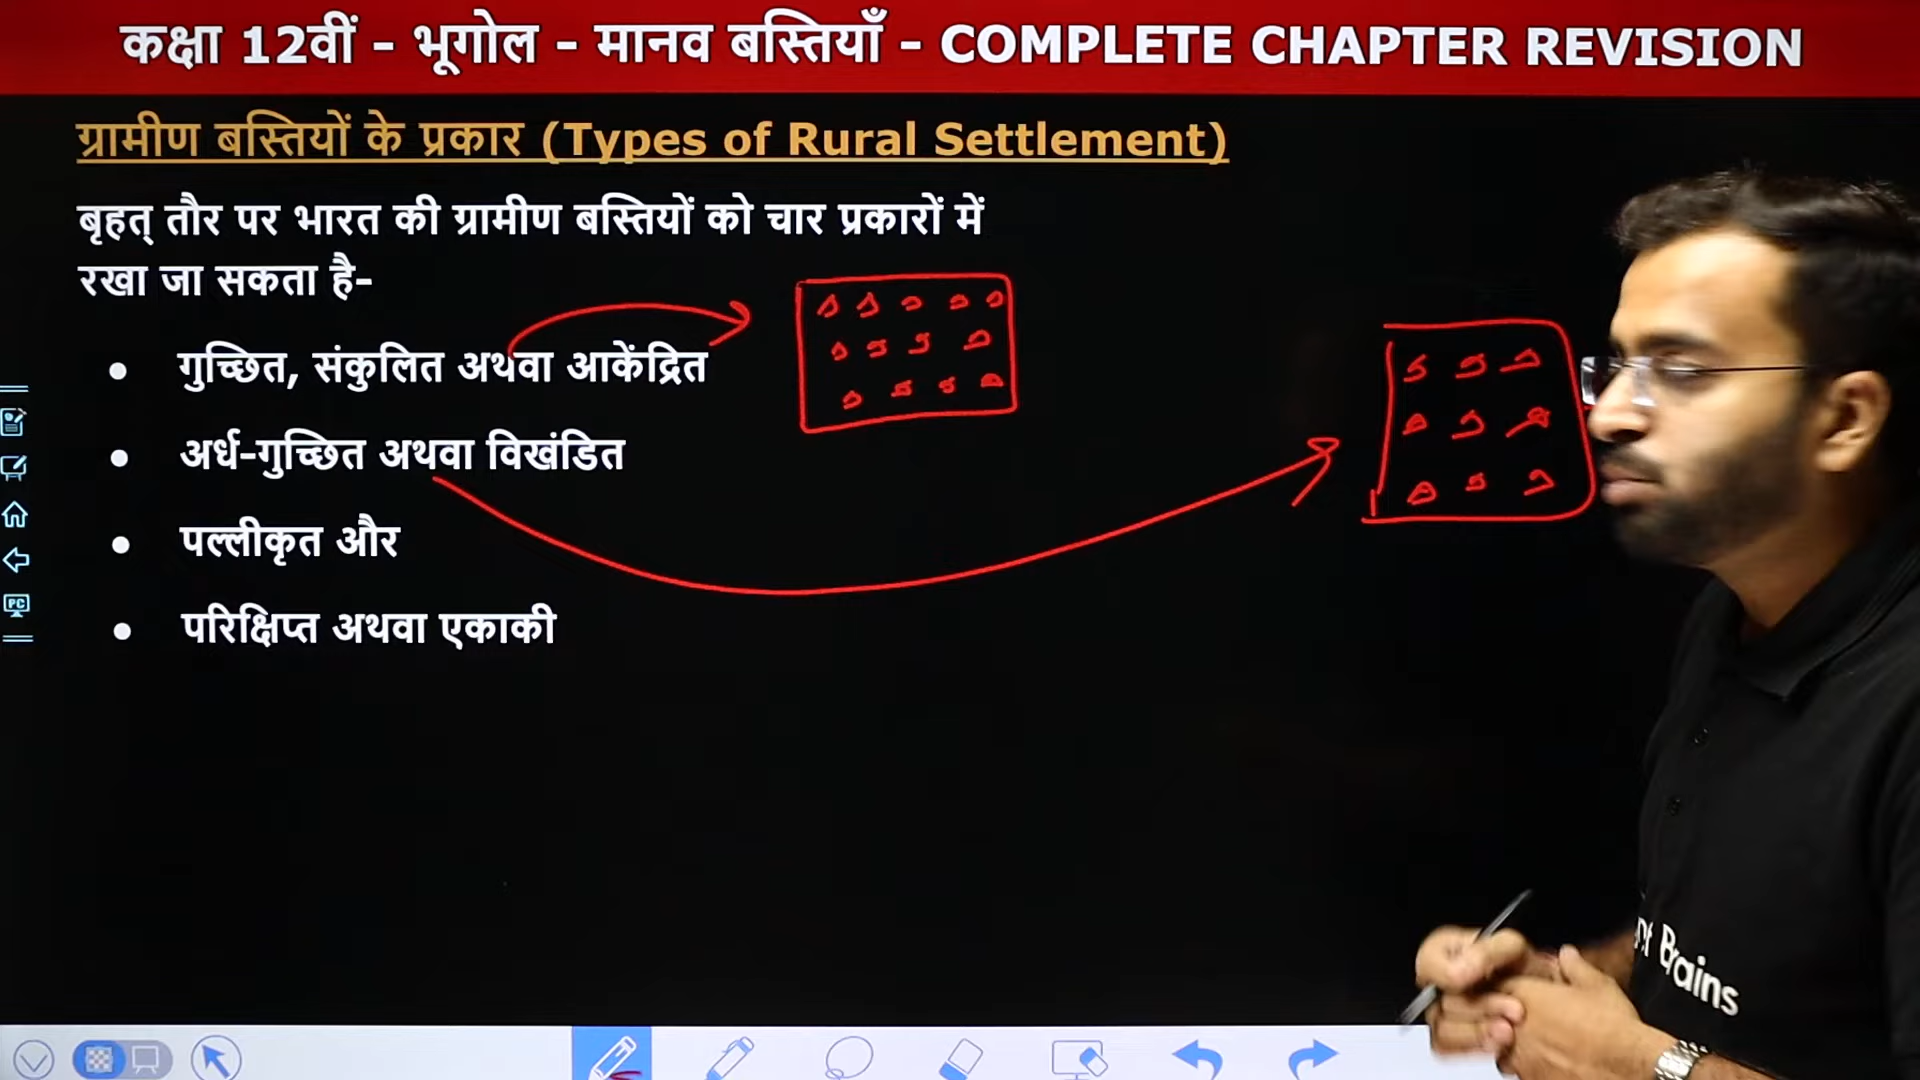 कक्षा 12वीं - भूगोल - मानव बस्तियाँ - COMPLETE CHAPTER REVISION
ग्रामीण बस्तियों के प्रकार (Types of Rural Settlement)
बृहत् तौर पर भारत की ग्रामीण बस्तियों को चार प्रकारों में
रखा जा सकता है-
• गुच्छित, संकुलित अथवा आकेंद्रित
• अर्ध-गुच्छित अथवा विखंडित
• पल्लीकृत और
• परिक्षिप्त अथवा एकाकी
PC
Brains